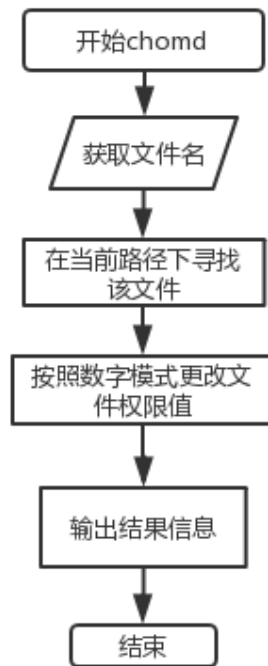 开始chomd
获取文件名
在当前路径下寻找
该文件
按照数字模式更改文
件权限值
输出结果信息
结束